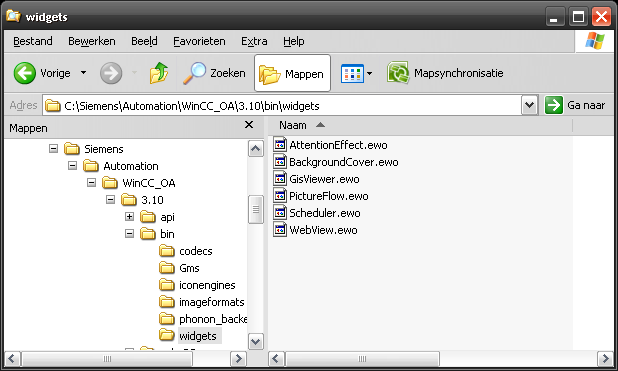 widgets
Bestand Bewerken Beeld Favorieten Extra Help
Vorige Zoeken Mappen Mapsynchronisatie
Adres C:\Siemens\Automation\WinCC_OA\3.10\bin\widgets Ga naar
Mappen
Siemens
Automation
WinCC_OA
3.10
api
bin
codecs
Gms
iconengines
imageformats
phonon_backe
widgets
Naam
AttentionEffect.ewo
BackgroundCover.ewo
GisViewer.ewo
PictureFlow.ewo
Scheduler.ewo
WebView.ewo